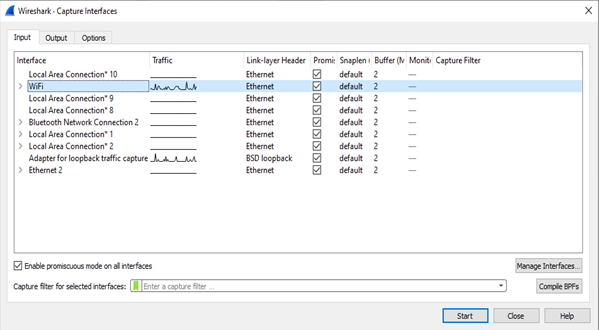 Wireshark - Capture Interfaces
Input Output Options
Interface Traffic Link-layer Header Promis Snaplen ( Buffer (M Monito Capture Filter
Local Area Connection* 10 Ethernet default 2 —
WiFi Ethernet default 2 —
Local Area Connection* 9 Ethernet default 2 —
Local Area Connection* 8 Ethernet default 2 —
Bluetooth Network Connection 2 Ethernet default 2 —
Local Area Connection* 1 Ethernet default 2 —
Local Area Connection* 2 Ethernet default 2 —
Adapter for loopback traffic capture BSD loopback default 2 —
Ethernet 2 Ethernet default 2 —
Enable promiscuous mode on all interfaces Manage Interfaces...
Capture filter for selected interfaces: Enter a capture filter ... Compile BPFs
Start Close Help